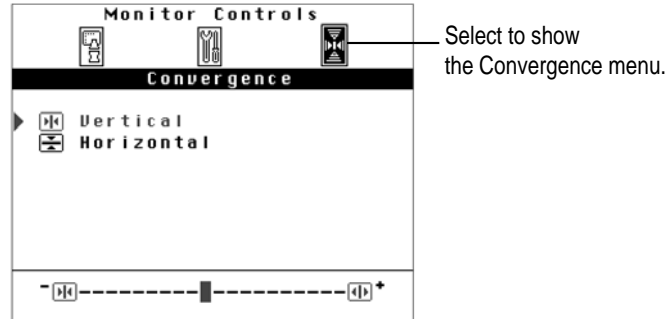 Monitor Controls
Select to show
the Convergence menu.
Convergence
Vertical
Horizontal
- +